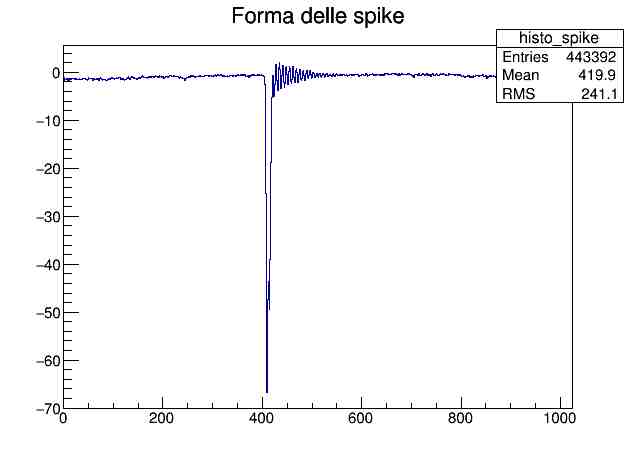 Forma delle spike
histo_spike
Entries 443392
Mean 419.9
RMS 241.1
0
−10
−20
−30
−40
−50
−60
−70
0 200 400 600 800 1000